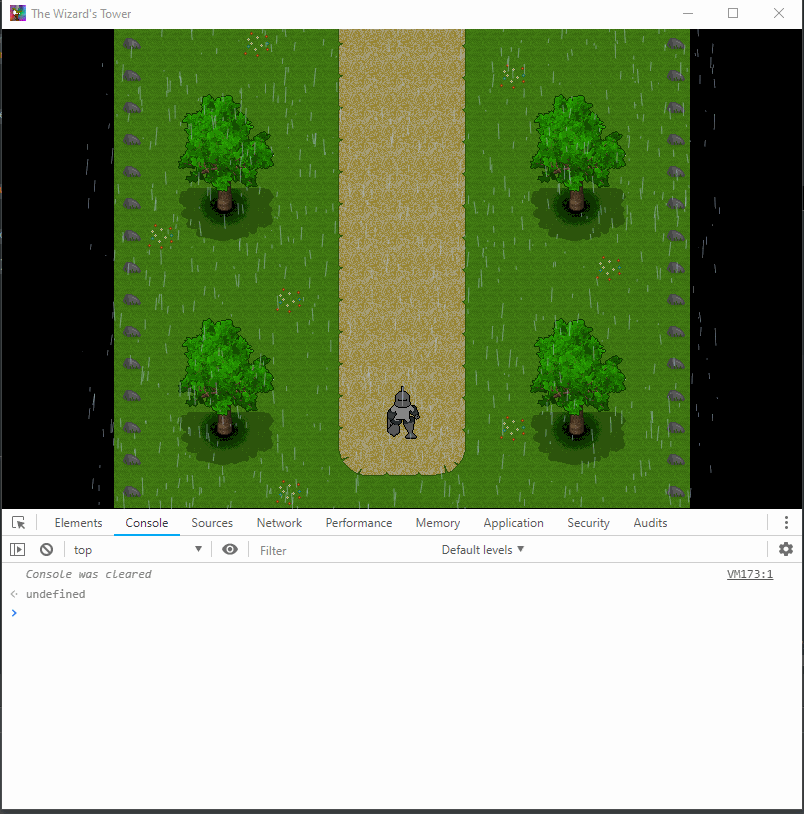 The Wizard's Tower
Elements Console Sources Network Performance Memory Application Security Audits
top Filter Default levels
Console was cleared VM173:1
undefined